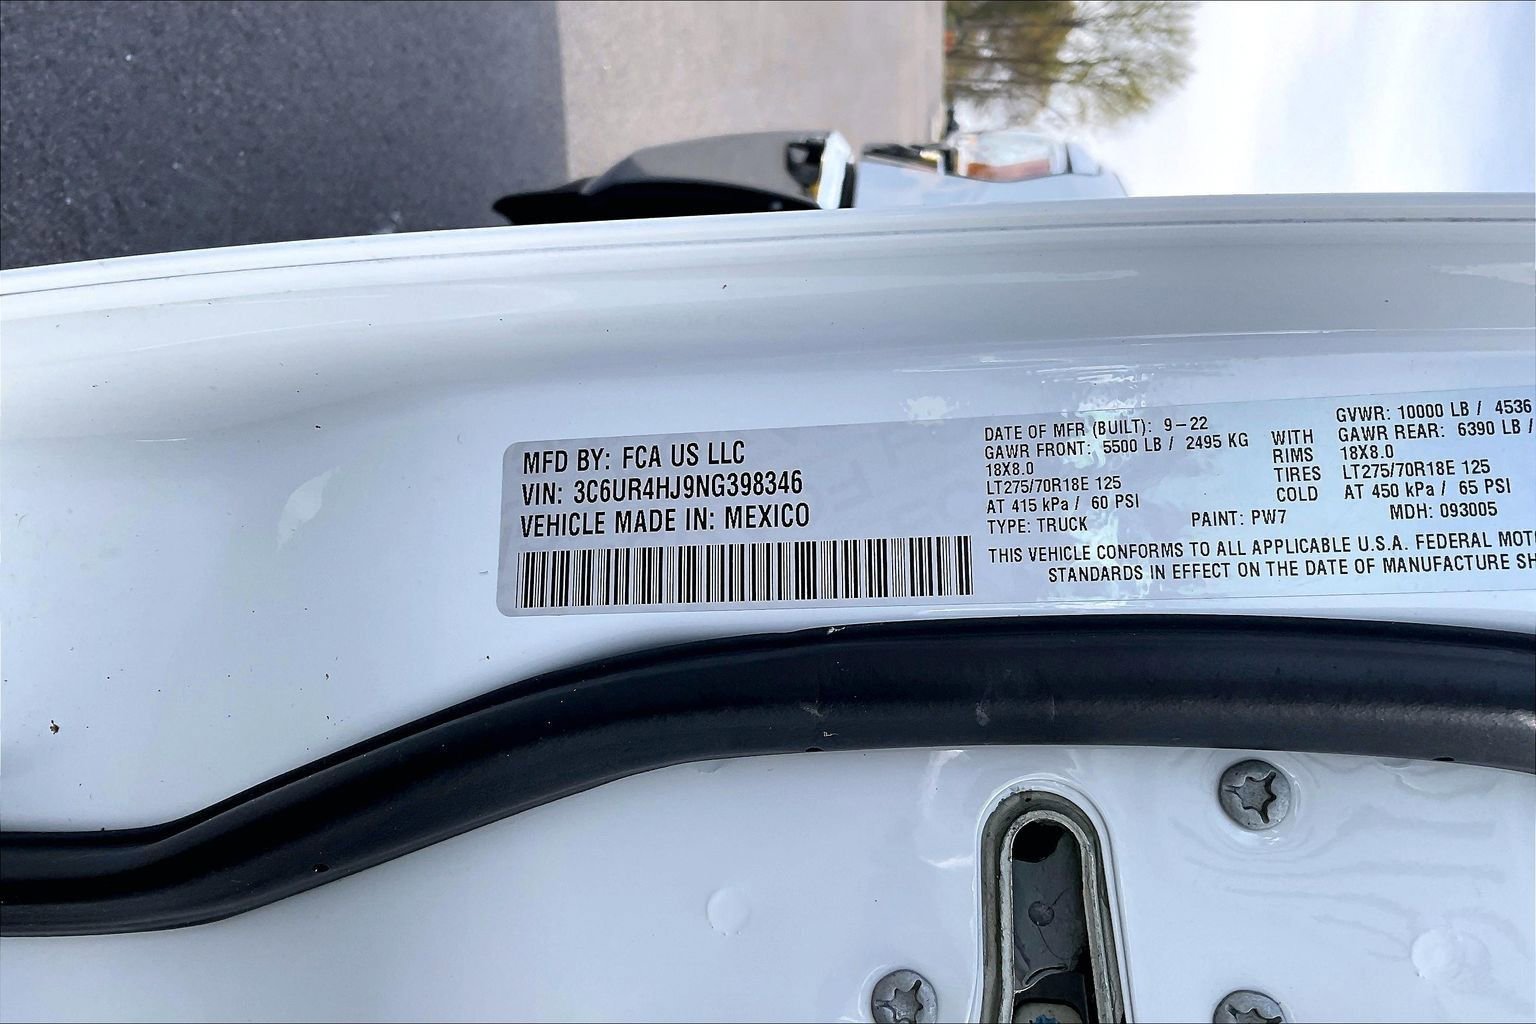 MFD BY: FCA US LLC
VIN: 3C6UR4HJ9NG398346
VEHICLE MADE IN: MEXICO
DATE OF MFR (BUILT): 9-22 GVWR: 10000 LB / 4536
GAWR FRONT: 5500 LB / 2495 KG WITH GAWR REAR: 6390 LB /
18X8.0 RIMS 18X8.0
LT275/70R18E 125 TIRES LT275/70R18E 125
AT 415 kPa / 60 PSI COLD AT 450 kPa / 65 PSI
TYPE: TRUCK PAINT: PW7 MDH: 093005
THIS VEHICLE CONFORMS TO ALL APPLICABLE U.S.A. FEDERAL
STANDARDS IN EFFECT ON THE DATE OF MANUFACTURE